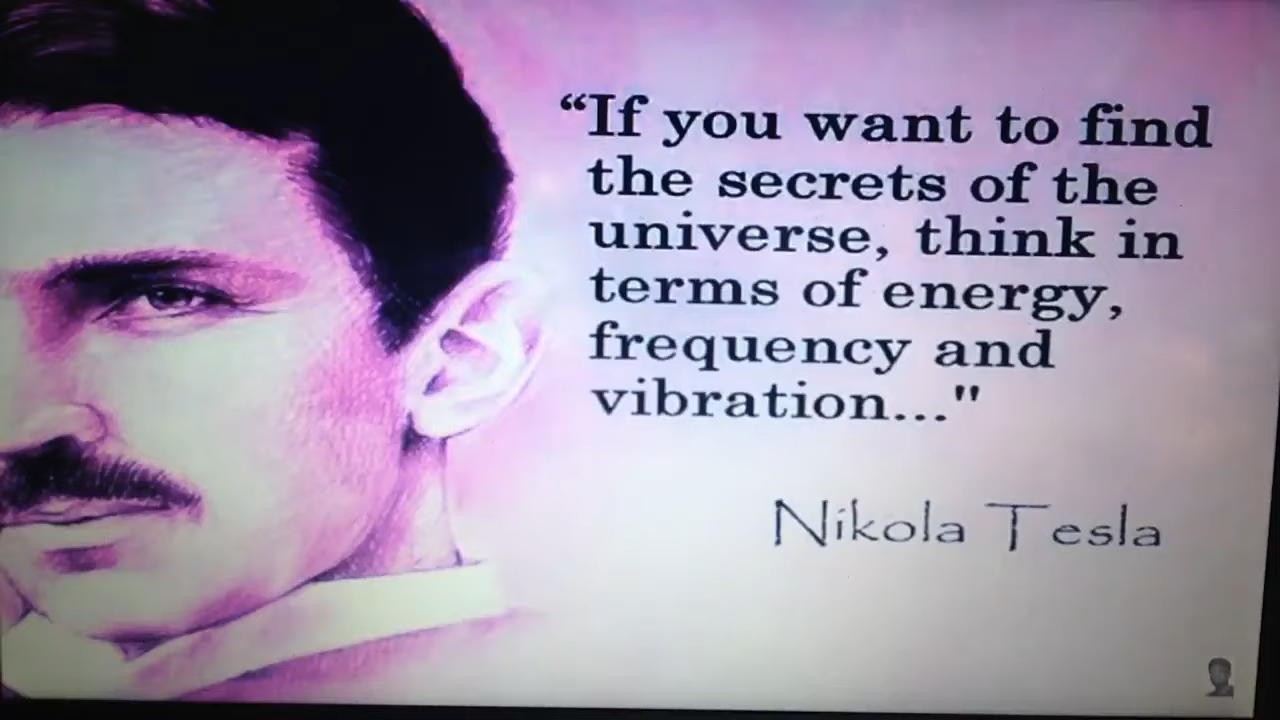 “If you want to find
the secrets of the
universe, think in
terms of energy,
frequency and
vibration..."
Nikola Tesla